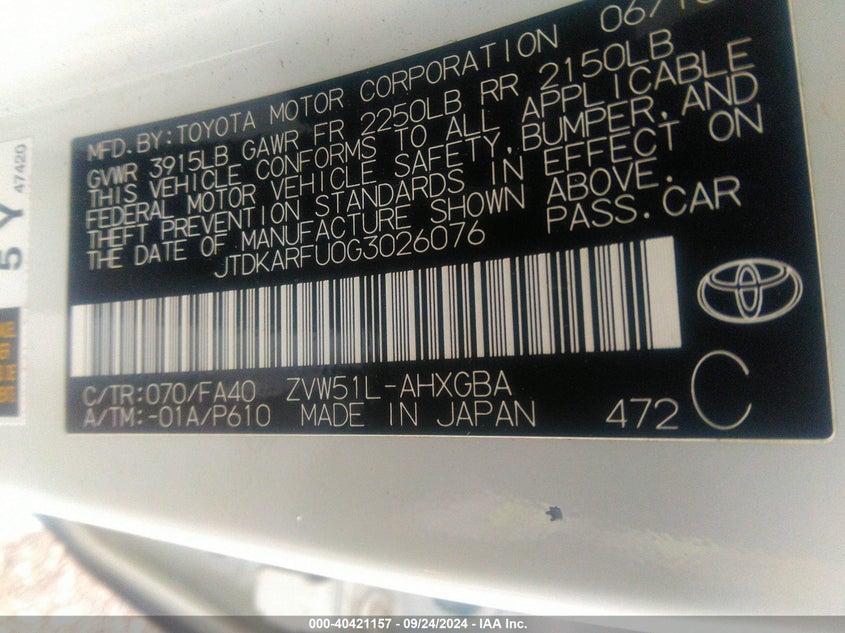 MFD.BY:TOYOTA MOTOR CORPORATION
GVWR 3915LB GAWR FR 2250LB RR 2150LB
THIS VEHICLE CONFORMS TO ALL APPLICABLE
FEDERAL MOTOR VEHICLE SAFETY,BUMPER,AND
THEFT PREVENTION STANDARDS IN EFFECT ON
THE DATE OF MANUFACTURE SHOWN ABOVE.
JTDKARFU0G3026076 PASS.CAR
C/TR:070/FA40 ZVW51L-AHXGBA
A/TM:-01A/P610 MADE IN JAPAN 472 C
5Y
47420
000-40421157 - 09/24/2024 - IAA Inc.